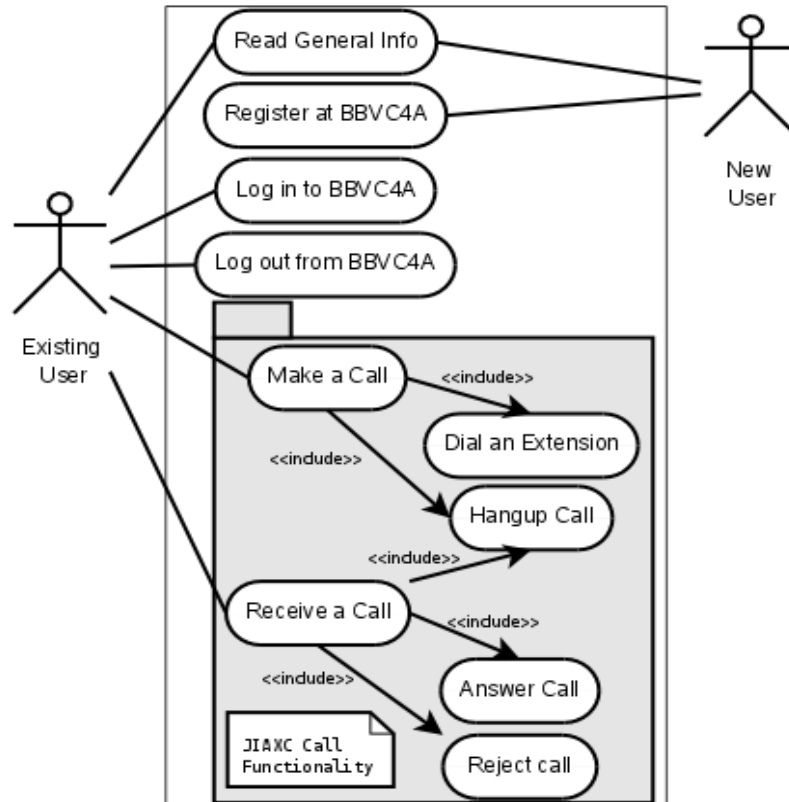 Read General Info
Register at BBVC4A
New
User
Log in to BBVC4A
Log out from BBVC4A
Existing
User
Make a Call
<<include>>
Dial an Extension
<<include>>
Hangup Call
<<include>>
Receive a Call
<<include>>
<<include>>
Answer Call
JIAXC Call
Functionality
Reject call